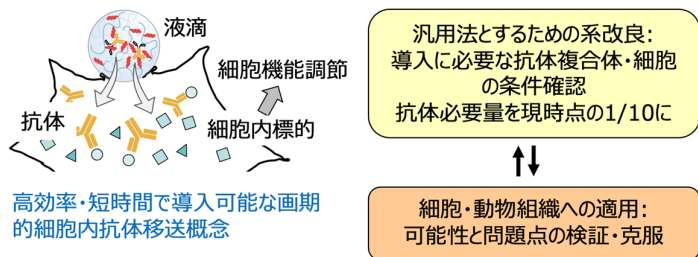 液滴
細胞機能調節
抗体
細胞内標的
高効率・短時間で導入可能な画期
的細胞内抗体移送概念
汎用法とするための系改良:
導入に必要な抗体複合体・細胞
の条件確認
抗体必要量を現時点の1/10に
細胞・動物組織への適用:
可能性と問題点の検証・克服